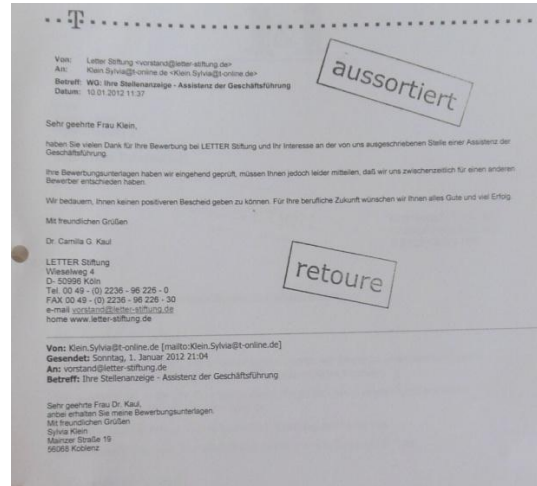 T
Von: Letter Stiftung <vorstand@letter-stiftung.de>
An: Klein.Sylvia@t-online.de <Klein.Sylvia@t-online.de>
Betreff: WG: Ihre Stellenanzeige - Assistenz der Geschäftsführung
Datum: 10.01.2012 11:37
aussortiert
Sehr geehrte Frau Klein,
haben Sie vielen Dank für Ihre Bewerbung bei LETTER Stiftung und Ihr Interesse an der von uns ausgeschriebenen Stelle einer Assistenz der
Geschäftsführung.
Ihre Bewerbungsunterlagen haben wir eingehend geprüft, müssen Ihnen jedoch leider mitteilen, daß wir uns zwischenzeitlich für einen anderen
Bewerber entschieden haben.
Wir bedauern, Ihnen keinen positiveren Bescheid geben zu können. Für Ihre berufliche Zukunft wünschen wir Ihnen alles Gute und viel Erfolg.
Mit freundlichen Grüßen
Dr. Camilla G. Kaul
LETTER Stiftung
Wieselweg 4
D- 50996 Köln
Tel. 00 49 - (0) 2236 - 96 226 - 0
FAX 00 49 - (0) 2236 - 96 226 - 30
e-mail vorstand@letter-stiftung.de
home www.letter-stiftung.de
retoure
Von: Klein.Sylvia@t-online.de [mailto:Klein.Sylvia@t-online.de]
Gesendet: Sonntag, 1. Januar 2012 21:04
An: vorstand@letter-stiftung.de
Betreff: Ihre Stellenanzeige - Assistenz der Geschäftsführung
Sehr geehrte Frau Dr. Kaul,
anbei erhalten Sie meine Bewerbungsunterlagen.
Mit freundlichen Grüßen
Sylvia Klein
Mainzer Straße 19
56068 Koblenz